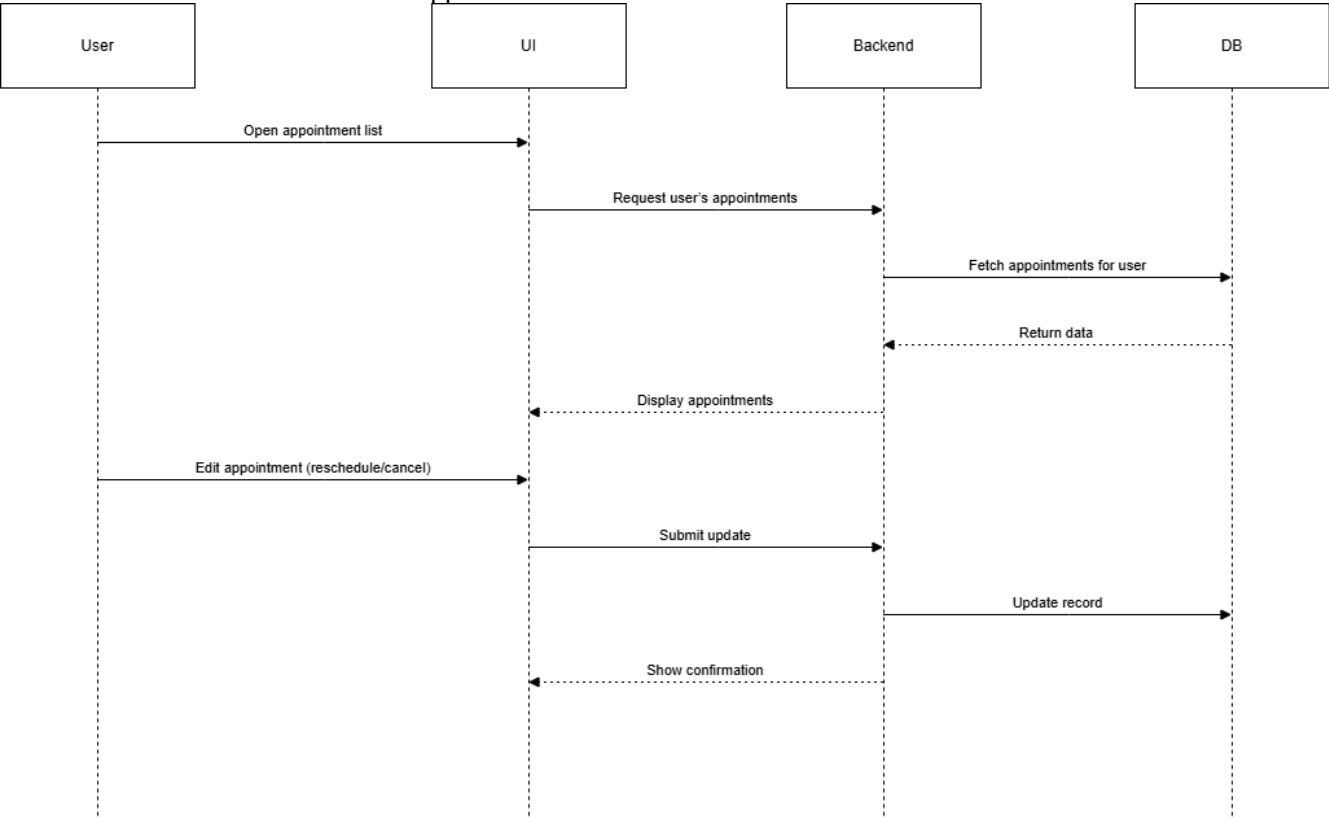 User
UI
Backend
DB
Open appointment list
Request user's appointments
Fetch appointments for user
Return data
Display appointments
Edit appointment (reschedule/cancel)
Submit update
Update record
Show confirmation